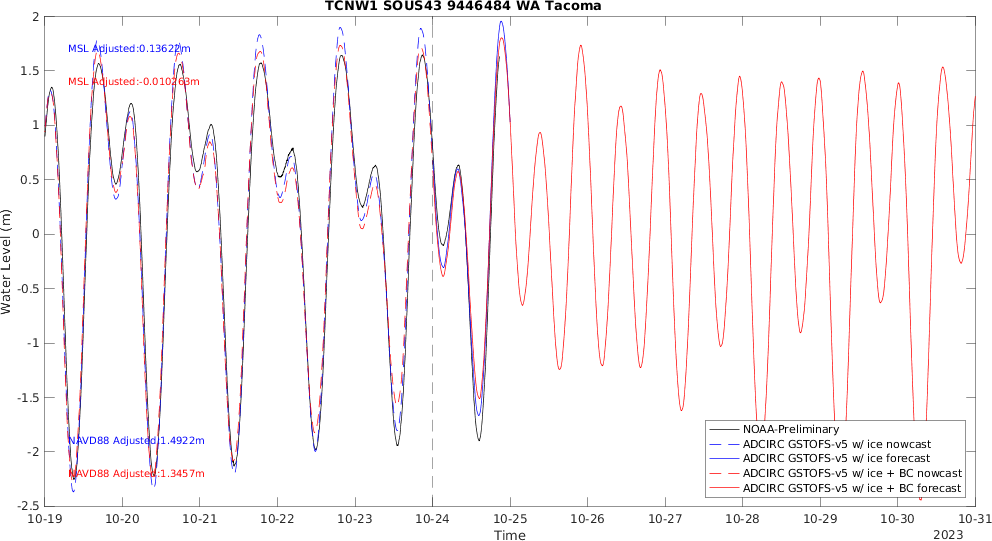 TCNW1 SOUS43 9446484 WA Tacoma
Water Level (m)
2
1.5
1
0.5
0
-0.5
-1
-1.5
-2
-2.5
MSL Adjusted:0.13622m
MSL Adjusted:-0.010263m
NAVD88 Adjusted:1.4922m
NAVD88 Adjusted:1.3457m
NOAA-Preliminary
ADCIRC GSTOFS-v5 w/ ice nowcast
ADCIRC GSTOFS-v5 w/ ice forecast
ADCIRC GSTOFS-v5 w/ ice + BC nowcast
ADCIRC GSTOFS-v5 w/ ice + BC forecast
10-19 10-20 10-21 10-22 10-23 10-24 10-25 10-26 10-27 10-28 10-29 10-30 10-31
Time
2023